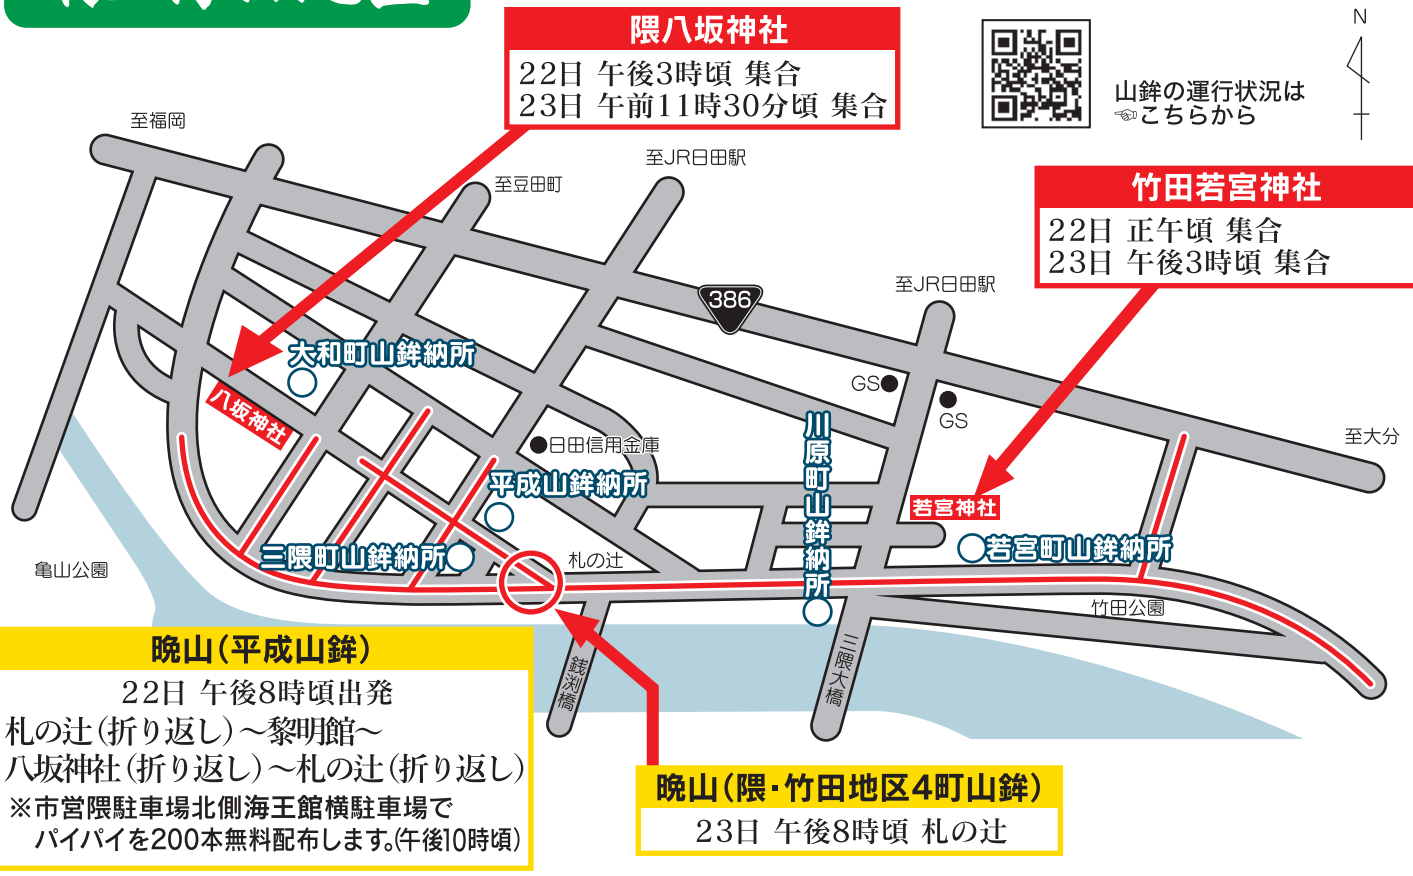 隈八坂神社
22日 午後3時頃 集合
23日 午前11時30分頃 集合
N
山鉾の運行状況は
☜こちらから
至福岡
至豆田町
至JR日田駅
竹田若宮神社
22日 正午頃 集合
23日 午後3時頃 集合
至JR日田駅
386
大和町山鉾納所
八坂神社
GS
GS
川原町山鉾納所
日田信用金庫
至大分
平成山鉾納所
若宮神社
三隈町山鉾納所
札の辻
若宮町山鉾納所
亀山公園
竹田公園
銭渕橋
三隈大橋
晩山(平成山鉾)
22日 午後8時頃出発
札の辻(折り返し)～黎明館～
八坂神社(折り返し)～札の辻(折り返し)
※市営隈駐車場北側海王館横駐車場で
パイパイを200本無料配布します。(午後10時頃)
晩山(隈・竹田地区4町山鉾)
23日 午後8時頃 札の辻